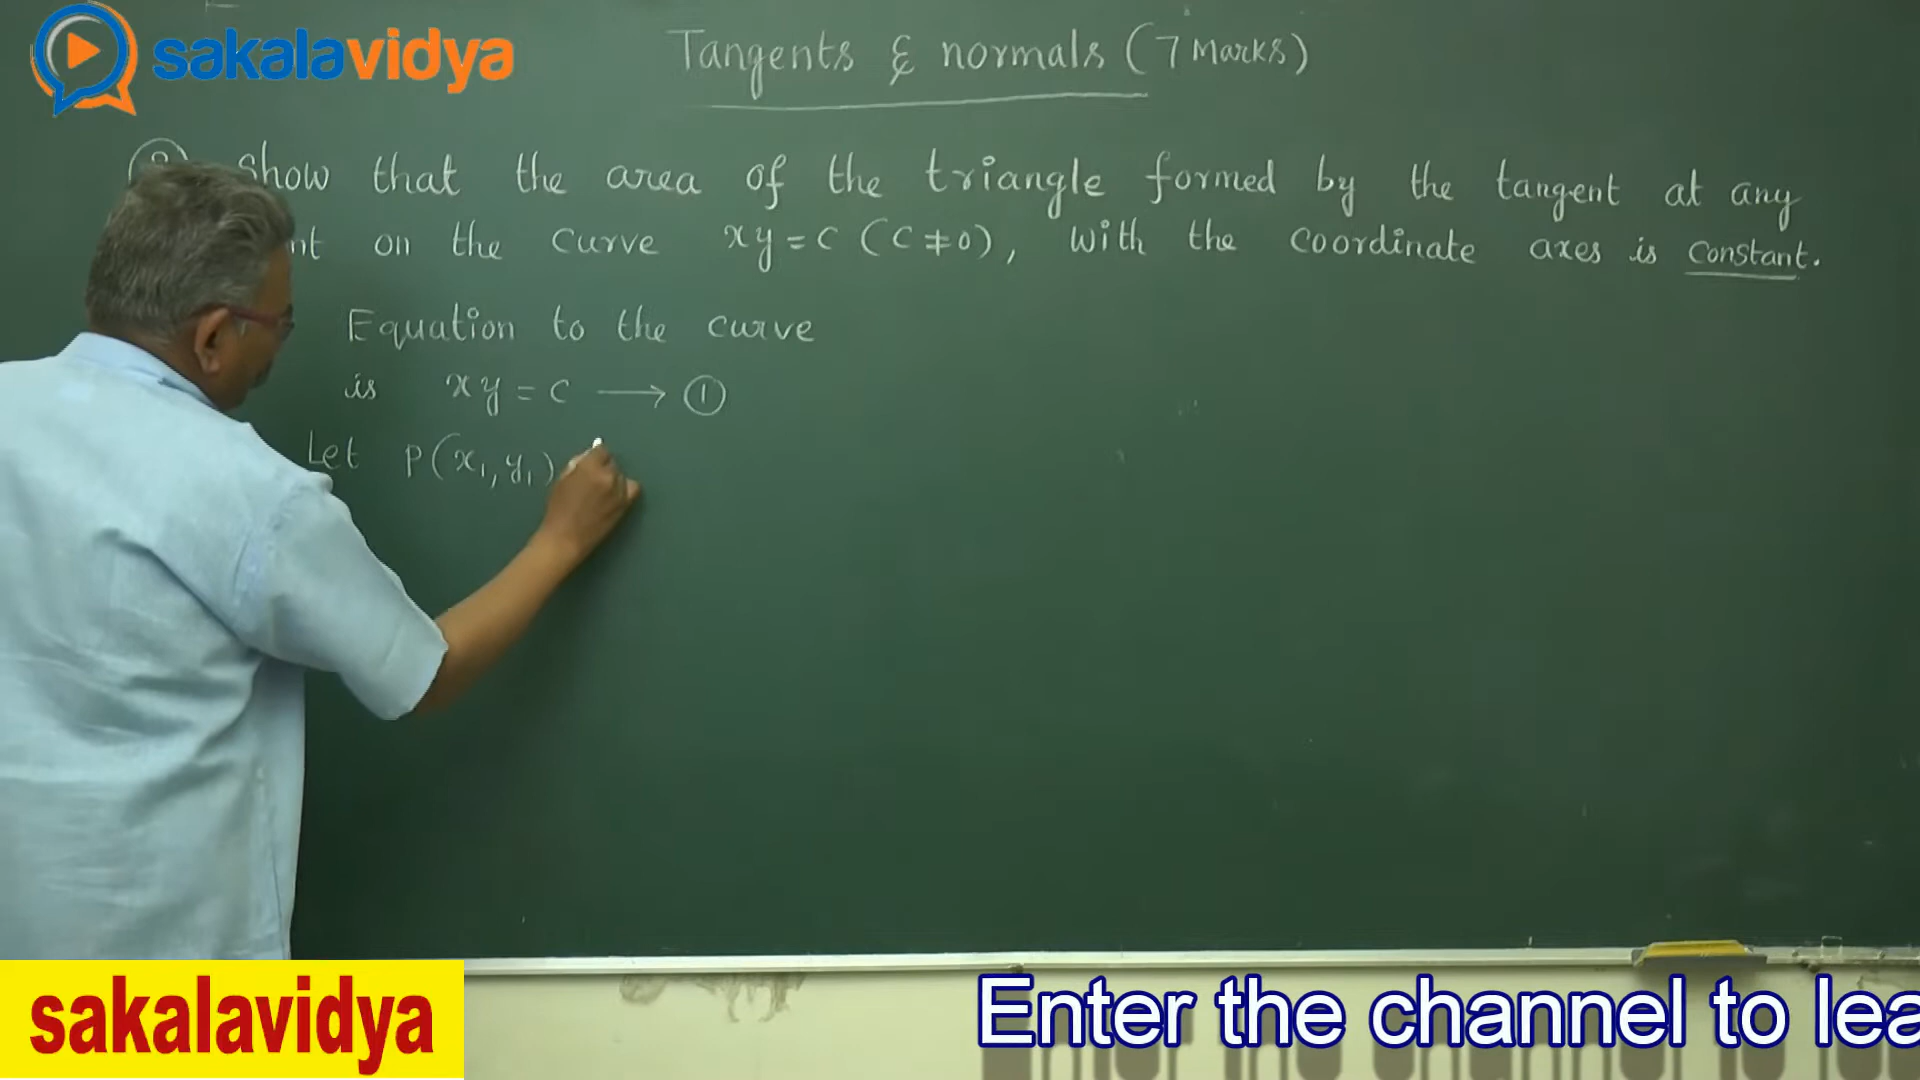 sakalavidya
Tangents & normals (7 Marks)
Show that the area of the triangle formed by the tangent at any
on the curve xy = c (c ≠ 0), with the coordinate axes is constant.
Equation to the curve
is xy = c ⟶ ①
Let P(x₁, y₁)
sakalavidya
Enter the channel to